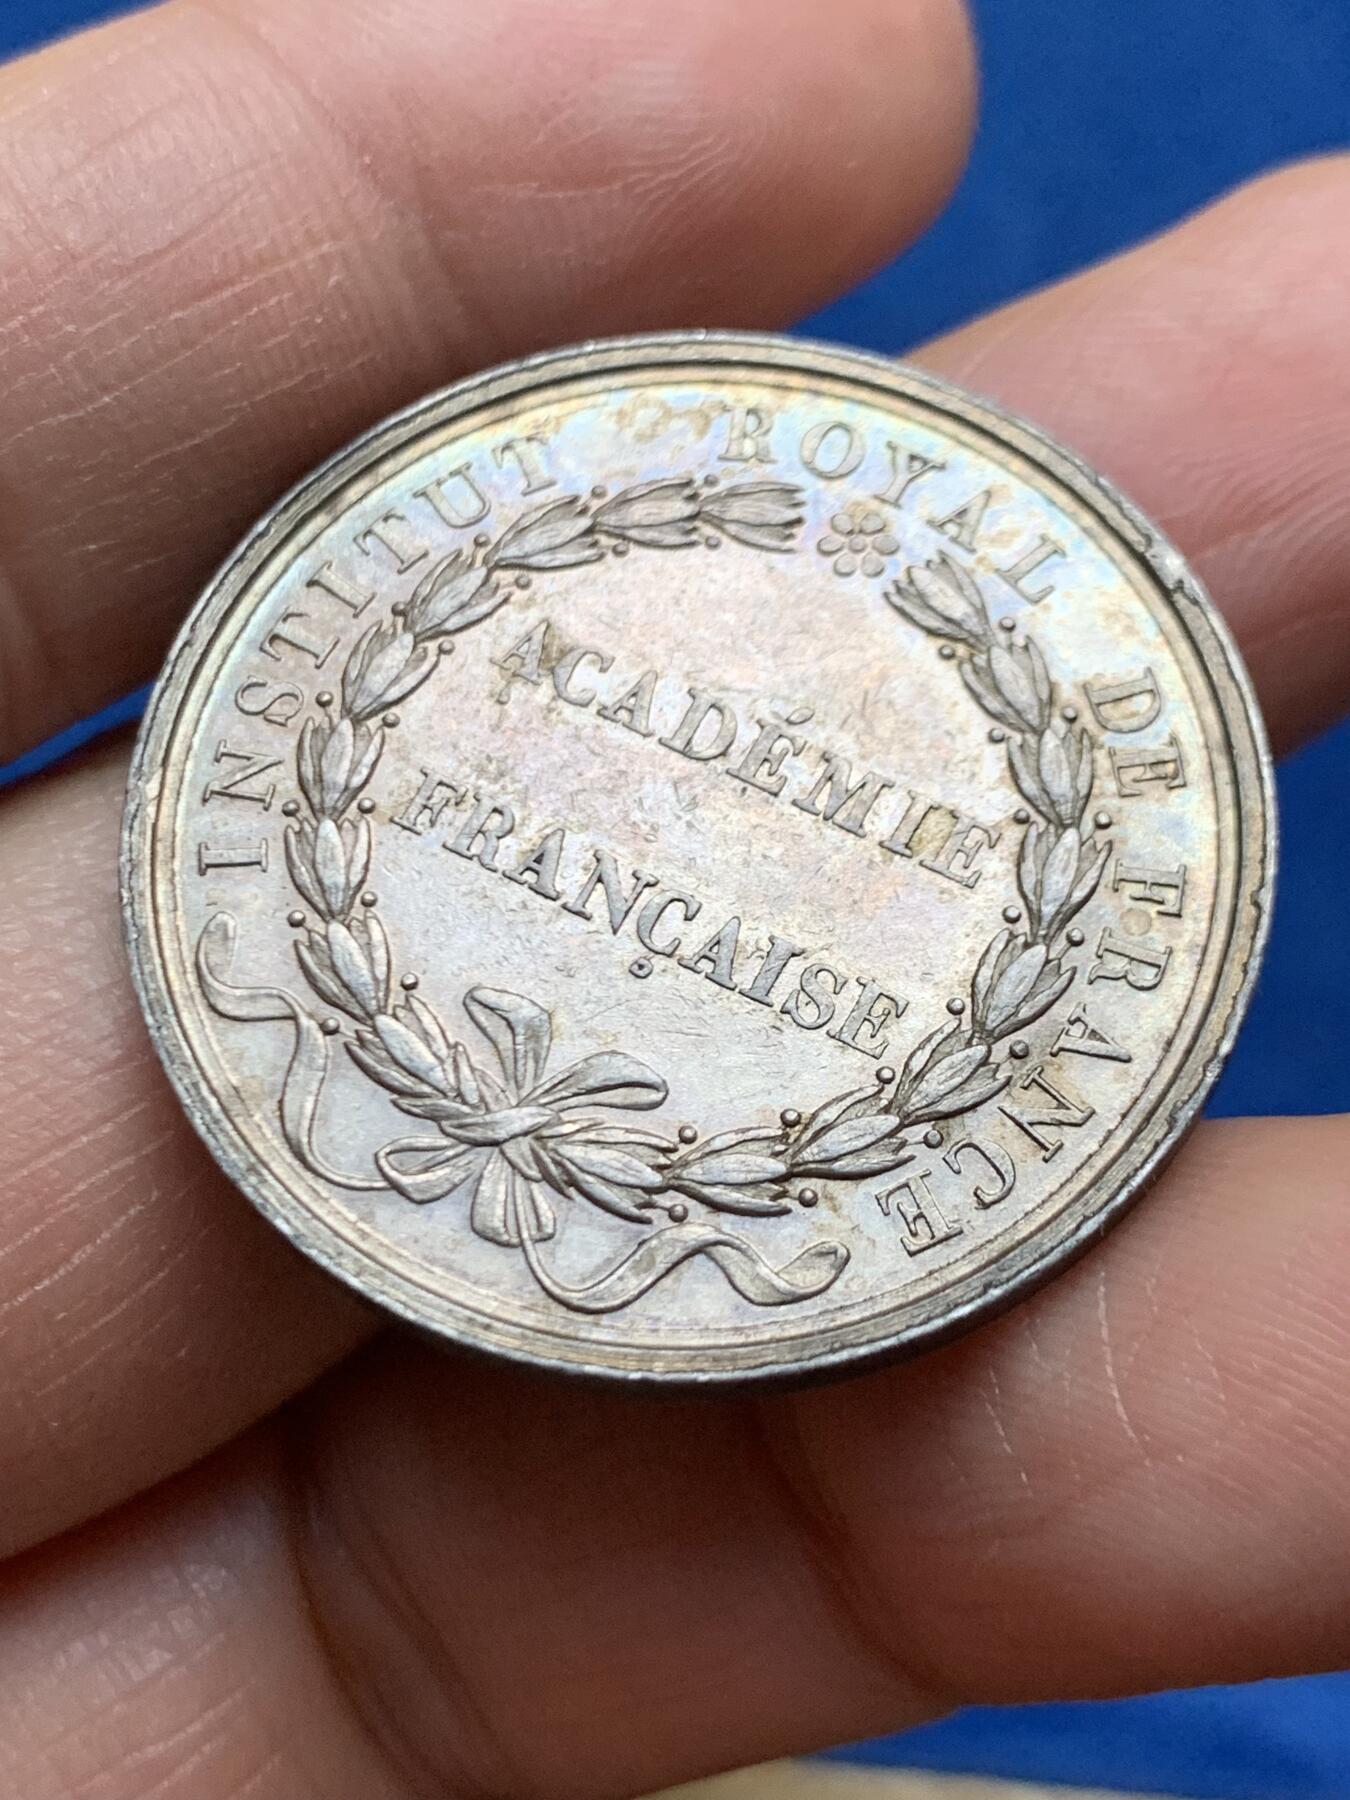 INSTITUT ROYAL DE FRANCE
ACADÉMIE
FRANÇAISE